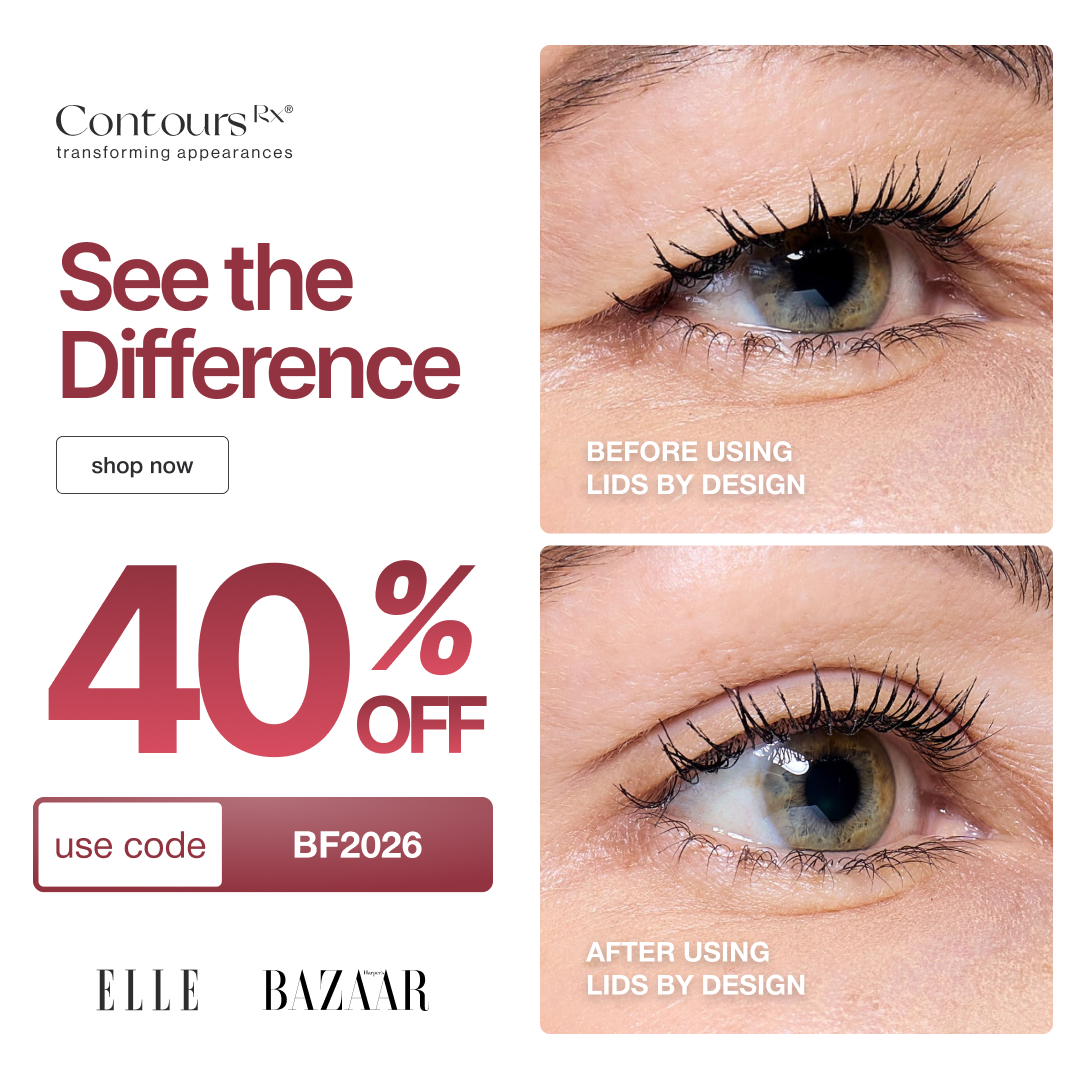 Contours Rx®
transforming appearances
See the
Difference
shop now
40%
OFF
use code
BF2026
ELLE
Harper's
BAZAAR
BEFORE USING
LIDS BY DESIGN
AFTER USING
LIDS BY DESIGN